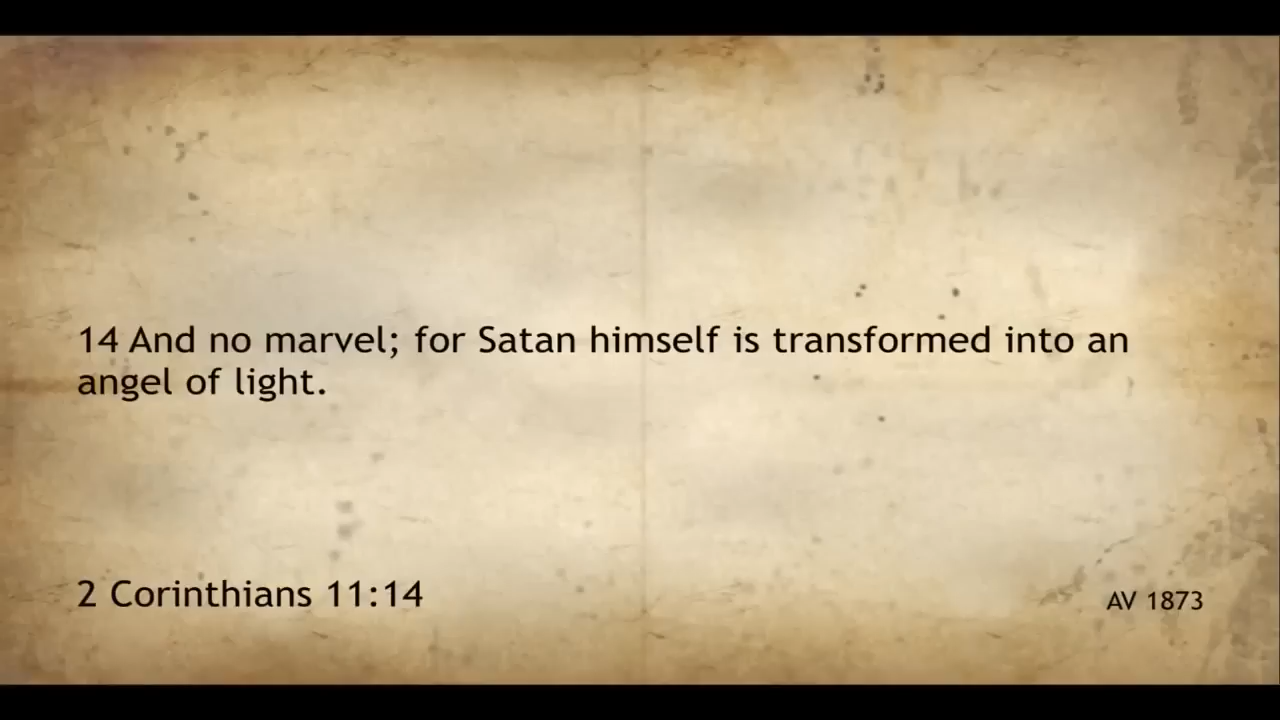 14 And no marvel; for Satan himself is transformed into an
angel of light.
2 Corinthians 11:14
AV 1873